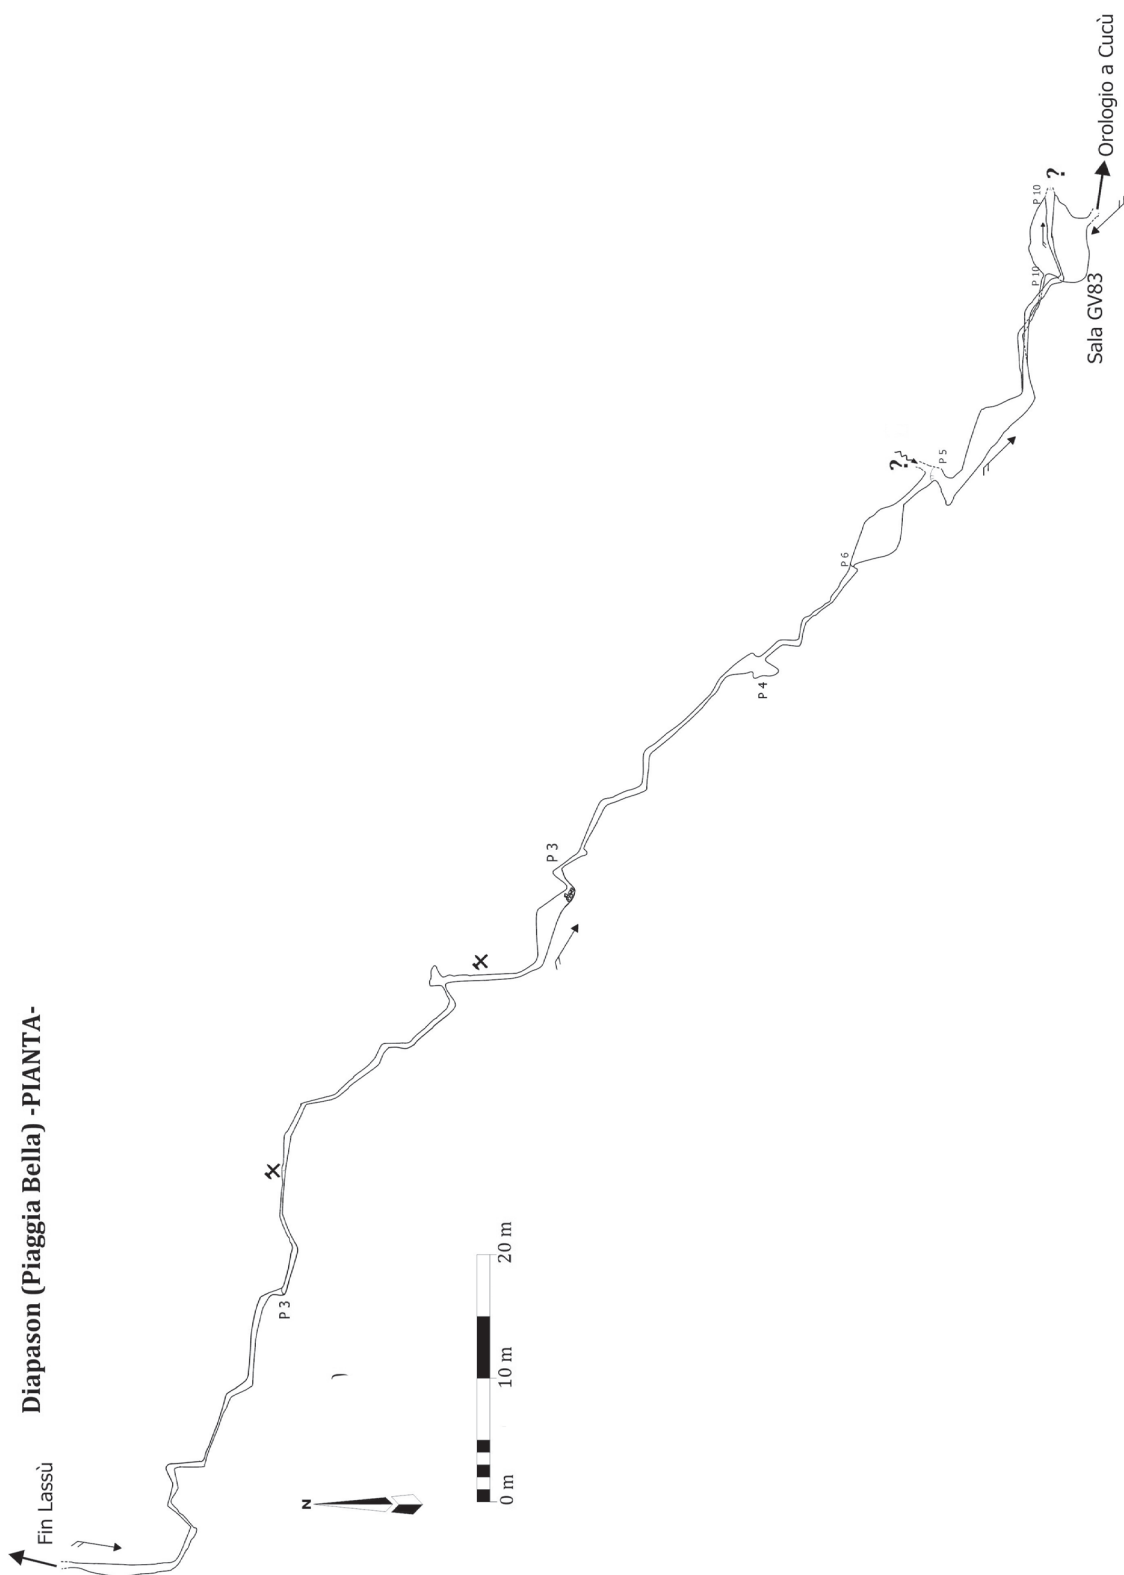 Diapason (Piaggia Bella) -PIANTA-
Fin Lassù
P 3
P 3
P 4
P 6
?
P 5
P 10
P 10
?
Orologio a Cucù
Sala GV83
N
0 m
10 m
20 m